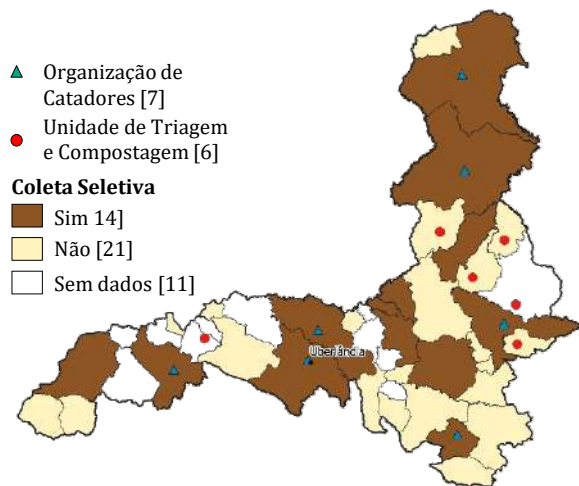 Organização de
Catadores [7]
Unidade de Triagem
e Compostagem [6]
Coleta Seletiva
Sim 14]
Não [21]
Sem dados [11]
Uberlândia